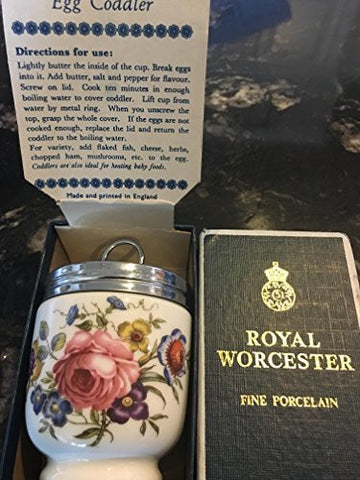 Egg Coddler
Directions for use:
Lightly butter the inside of the cup. Break eggs
into it. Add butter, salt and pepper for flavour.
Screw on lid. Cook ten minutes in enough
boiling water to cover coddler. Lift cup from
water by metal ring. When you unscrew the
top, grasp the whole cover. If the eggs are
not cooked enough, replace the lid and return
the coddler to the boiling water.
For variety, add flaked fish, cheese, herbs,
chopped ham, mushrooms, etc. to the egg.
Coddlers are also ideal for heating baby foods.
Made and printed in England
51
ROYAL
WORCESTER
FINE PORCELAIN